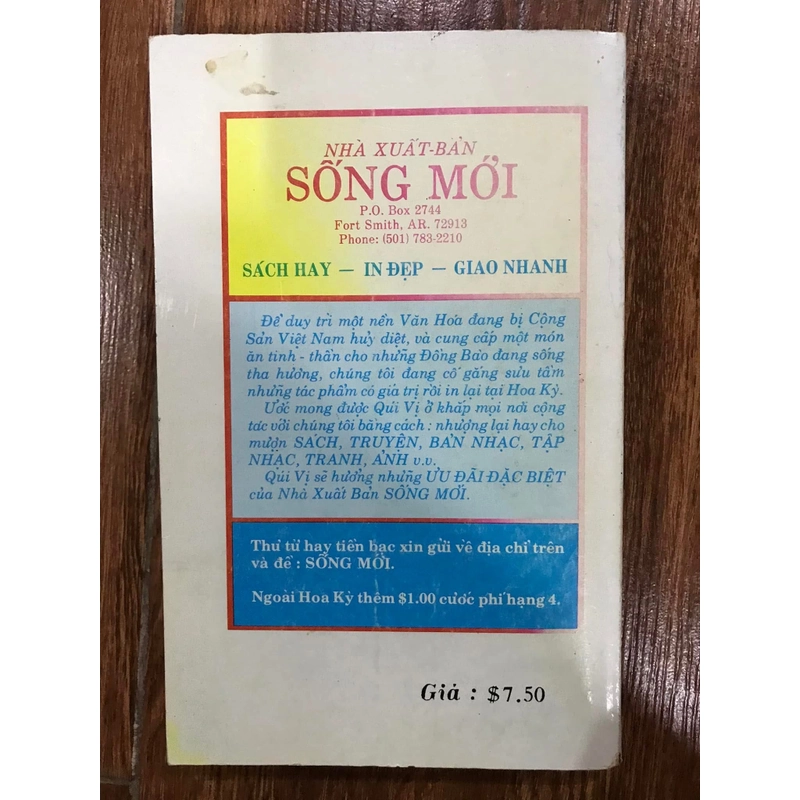 NHÀ XUẤT-BẢN
SỐNG MỚI
P.O. Box 2744
Fort Smith, AR. 72913
Phone: (501) 783-2210
SÁCH HAY — IN ĐẸP — GIAO NHANH
Để duy trì một nền Văn Hóa đang bị Cộng
Sản Việt Nam hủy diệt, và cung cấp một món
ăn tinh - thần cho những Đồng Bào đang sống
tha hương, chúng tôi đang cố gắng sưu tầm
những tác phẩm có giá trị rồi in lại tại Hoa Kỳ.
Ước mong được Quí Vị ở khắp mọi nơi cộng
tác với chúng tôi bằng cách : nhượng lại hay cho
mượn SÁCH, TRUYỆN, BẢN NHẠC, TẬP
NHẠC, TRANH, ẢNH v.v.
Qúi Vị sẽ hưởng những ƯU ĐÃI ĐẶC BIỆT
của Nhà Xuất Bản SỐNG MỚI.
Thư từ hay tiền bạc xin gửi về địa chỉ trên
và đề : SỐNG MỚI.
Ngoài Hoa Kỳ thêm $1.00 cước phí hạng 4.
Giá : $7.50